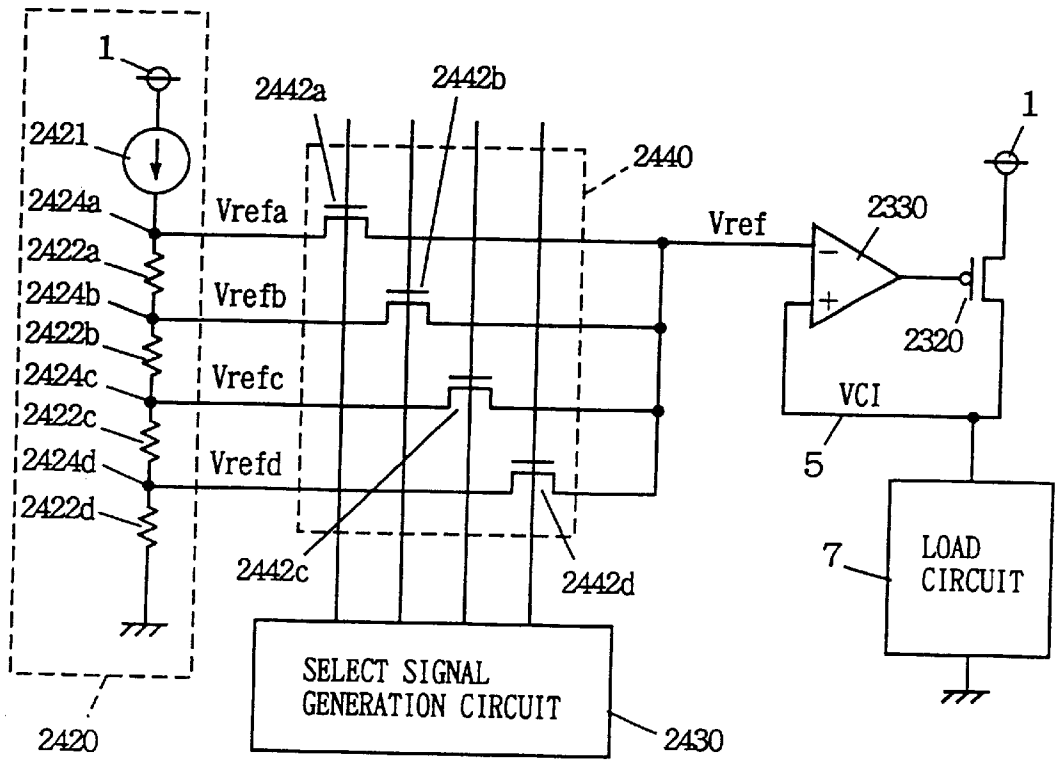 1
2442a
2442b
2421
2440
1
2424a
Vrefa
Vref
2330
2422a
−
2424b
Vrefb
+
2422b
2320
2424c
Vrefc
VCI
2422c
5
2424d
Vrefd
2422d
2442c
2442d
7
LOAD
CIRCUIT
SELECT SIGNAL
GENERATION CIRCUIT
2420
2430